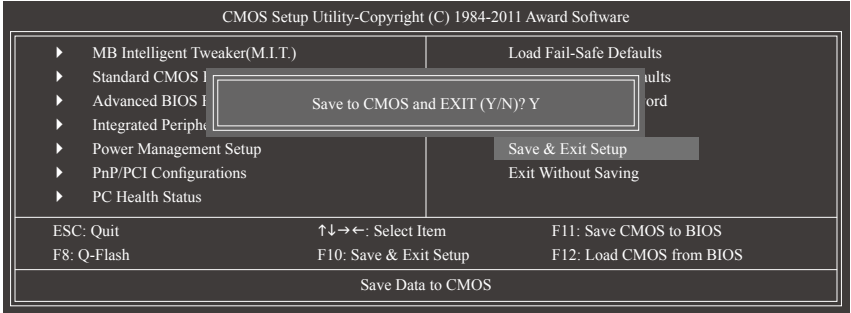 CMOS Setup Utility-Copyright (C) 1984-2011 Award Software
MB Intelligent Tweaker(M.I.T.)
Standard CMOS
Advanced BIOS
Integrated
Power Management Setup
PnP/PCI Configurations
PC Health Status
Load Fail-Safe Defaults
Save & Exit Setup
Exit Without Saving
Save to CMOS and EXIT (Y/N)? Y
ESC: Quit ↑↓→←: Select Item F11: Save CMOS to BIOS
F8: Q-Flash F10: Save & Exit Setup F12: Load CMOS from BIOS
Save Data to CMOS